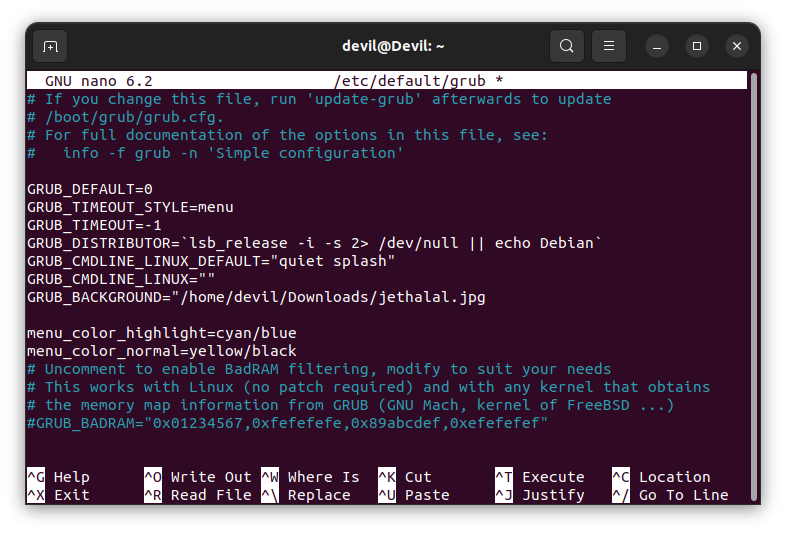 devil@Devil: ~
GNU nano 6.2 /etc/default/grub *
# If you change this file, run 'update-grub' afterwards to update
# /boot/grub/grub.cfg.
# For full documentation of the options in this file, see:
#   info -f grub -n 'Simple configuration'
GRUB_DEFAULT=0
GRUB_TIMEOUT_STYLE=menu
GRUB_TIMEOUT=-1
GRUB_DISTRIBUTOR=`lsb_release -i -s 2> /dev/null || echo Debian`
GRUB_CMDLINE_LINUX_DEFAULT="quiet splash"
GRUB_CMDLINE_LINUX=""
GRUB_BACKGROUND="/home/devil/Downloads/jethalal.jpg
menu_color_highlight=cyan/blue
menu_color_normal=yellow/black
# Uncomment to enable BadRAM filtering, modify to suit your needs
# This works with Linux (no patch required) and with any kernel that obtains
# the memory map information from GRUB (GNU Mach, kernel of FreeBSD ...)
#GRUB_BADRAM="0x01234567,0xfefefefe,0x89abcdef,0xefefefef"
^G Help ^O Write Out ^W Where Is ^K Cut ^T Execute ^C Location
^X Exit ^R Read File ^\ Replace ^U Paste ^J Justify ^/ Go To Line